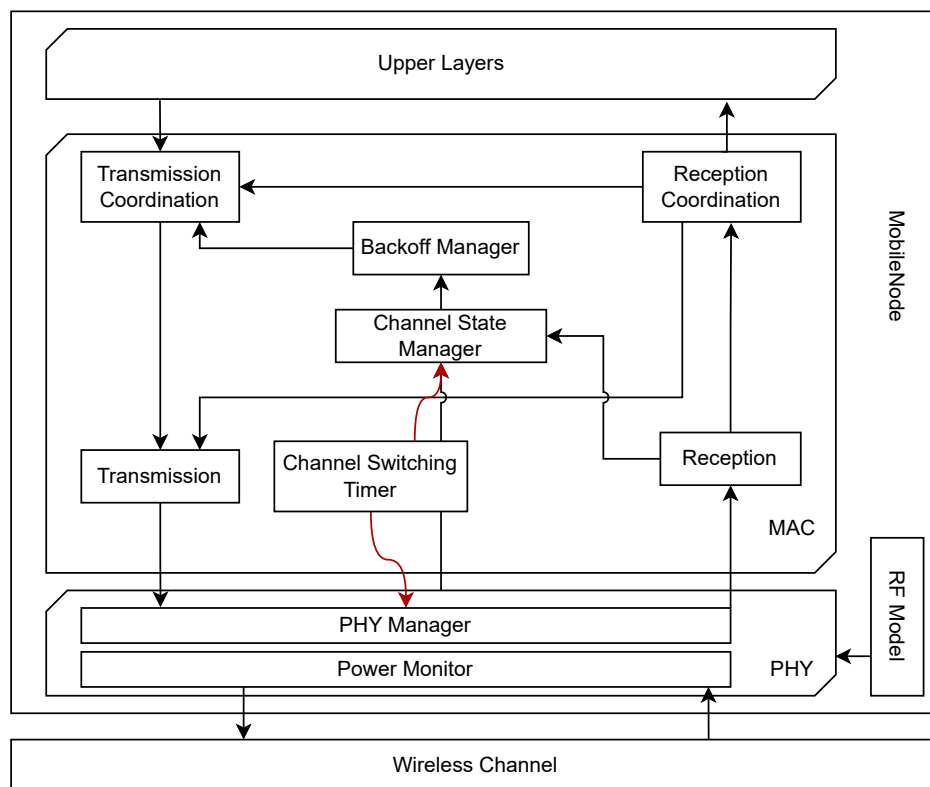 Upper Layers
Transmission
Coordination
Reception
Coordination
Backoff Manager
MobileNode
Channel State
Manager
Channel Switching
Timer
Transmission
Reception
MAC
RF Model
PHY Manager
Power Monitor
PHY
Wireless Channel